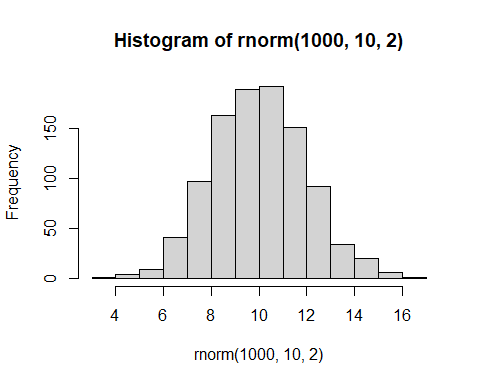 Histogram of rnorm(1000, 10, 2)
Frequency
150
100
50
0
4 6 8 10 12 14 16
rnorm(1000, 10, 2)